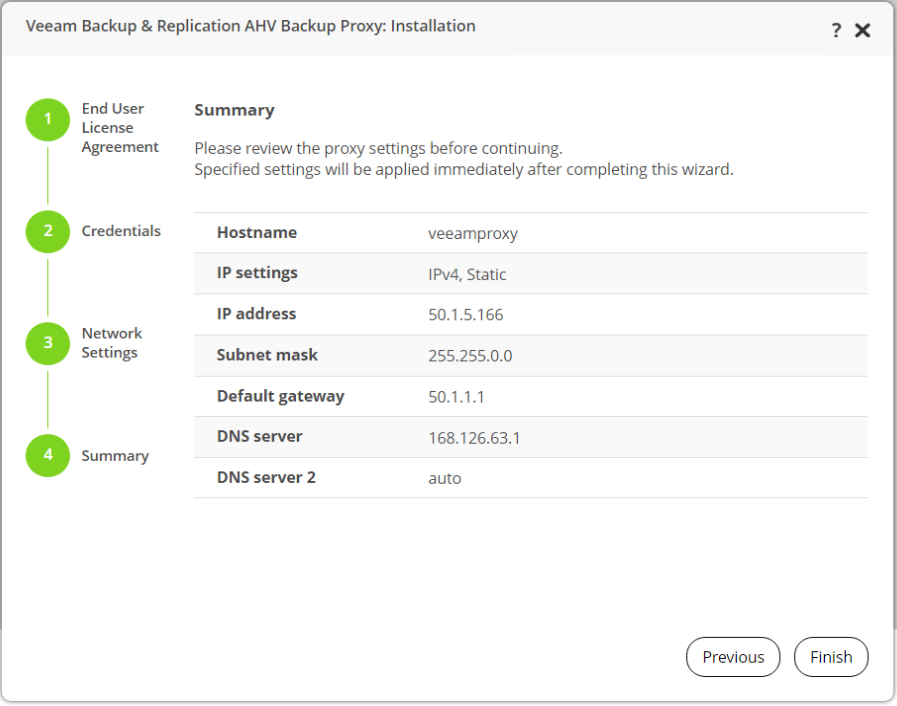 Veeam Backup & Replication AHV Backup Proxy: Installation
? ✕
1 End User
License
Agreement
2 Credentials
3 Network
Settings
4 Summary
Summary
Please review the proxy settings before continuing.
Specified settings will be applied immediately after completing this wizard.
Hostname veeamproxy
IP settings IPv4, Static
IP address 50.1.5.166
Subnet mask 255.255.0.0
Default gateway 50.1.1.1
DNS server 168.126.63.1
DNS server 2 auto
Previous Finish